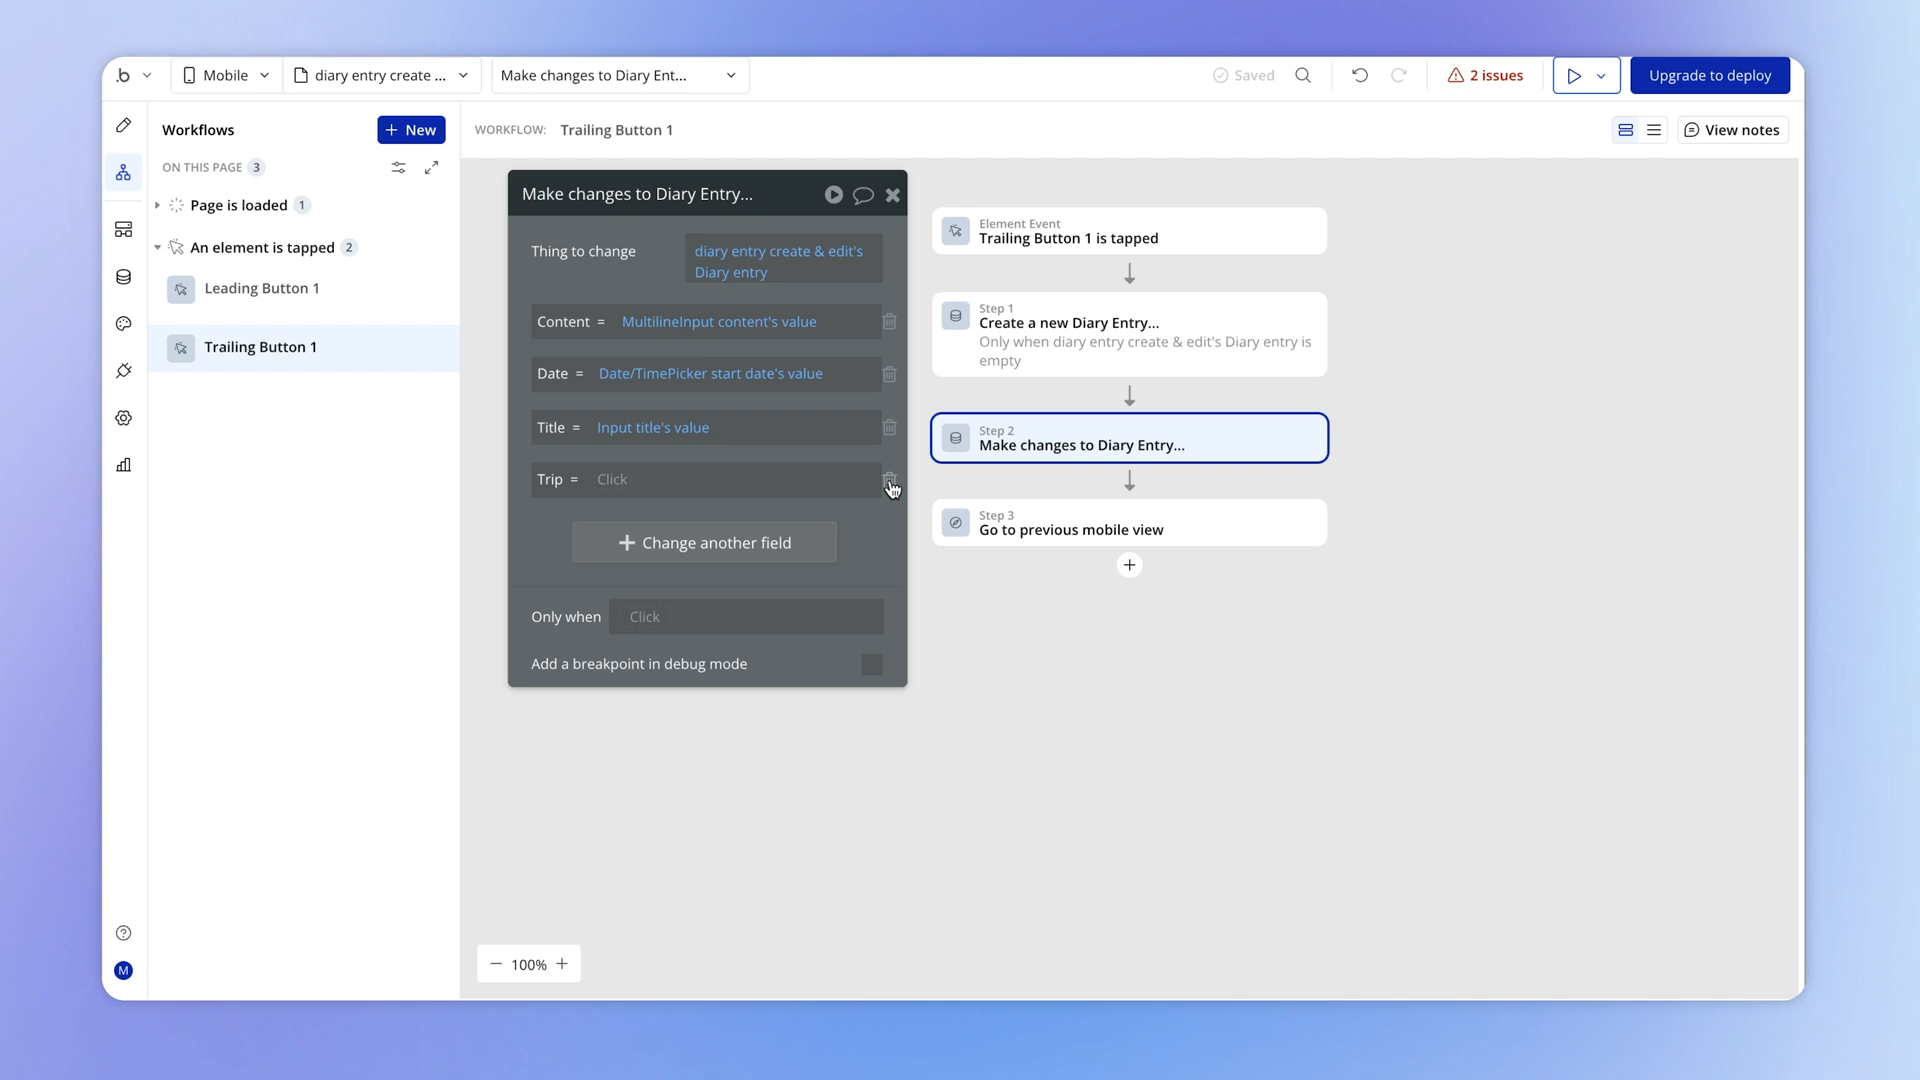 .b
Mobile
diary entry create ...
Make changes to Diary Ent...
Saved
2 issues
Upgrade to deploy
Workflows
+ New
WORKFLOW: Trailing Button 1
View notes
ON THIS PAGE 3
Page is loaded 1
An element is tapped 2
Leading Button 1
Trailing Button 1
Make changes to Diary Entry...
Thing to change
diary entry create & edit's
Diary entry
Content = MultilineInput content's value
Date = Date/TimePicker start date's value
Title = Input title's value
Trip = Click
+ Change another field
Only when Click
Add a breakpoint in debug mode
Element Event
Trailing Button 1 is tapped
Step 1
Create a new Diary Entry...
Only when diary entry create & edit's Diary entry is
empty
Step 2
Make changes to Diary Entry...
Step 3
Go to previous mobile view
+
M
− 100% +